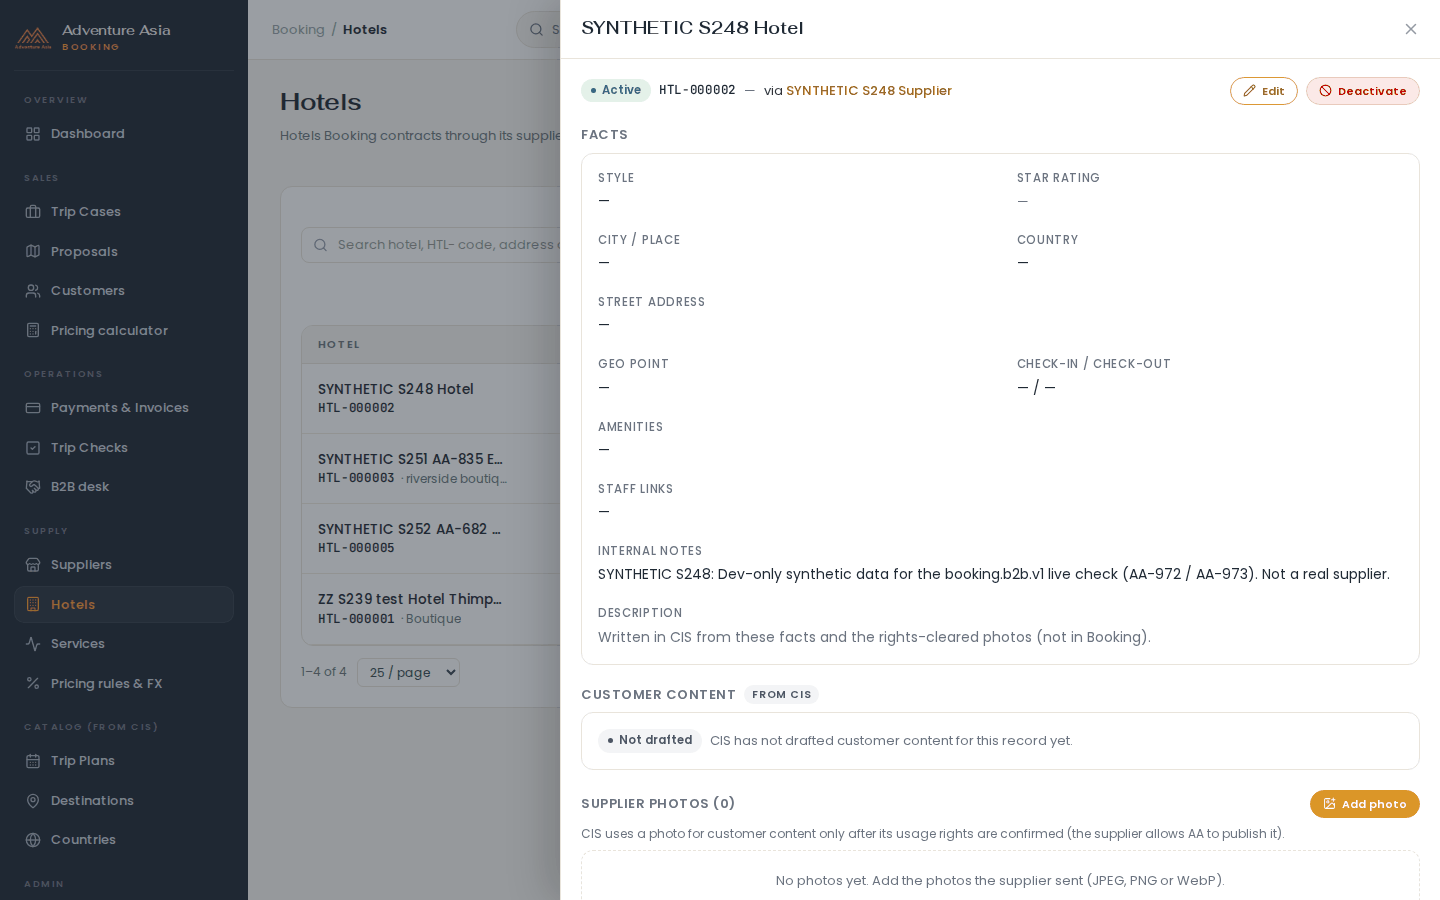 Adventure Asia
BOOKING
OVERVIEW
Dashboard
SALES
Trip Cases
Proposals
Customers
Pricing calculator
OPERATIONS
Payments & Invoices
Trip Checks
B2B desk
SUPPLY
Suppliers
Hotels
Services
Pricing rules & FX
CATALOG (FROM CIS)
Trip Plans
Destinations
Countries
ADMIN
Booking / Hotels
Hotels
Hotels Booking contracts through its supplie
Search hotel, HTL- code, address
HOTEL
SYNTHETIC S248 Hotel
HTL-000002
SYNTHETIC S251 AA-835 E...
HTL-000003 · riverside boutiq...
SYNTHETIC S252 AA-682 ...
HTL-000005
ZZ S239 test Hotel Thimp...
HTL-000001 · Boutique
1–4 of 4 25 / page
SYNTHETIC S248 Hotel
Active HTL-000002 — via SYNTHETIC S248 Supplier
Edit
Deactivate
FACTS
STYLE
—
STAR RATING
—
CITY / PLACE
—
COUNTRY
—
STREET ADDRESS
—
GEO POINT
—
CHECK-IN / CHECK-OUT
— / —
AMENITIES
—
STAFF LINKS
—
INTERNAL NOTES
SYNTHETIC S248: Dev-only synthetic data for the booking.b2b.v1 live check (AA-972 / AA-973). Not a real supplier.
DESCRIPTION
Written in CIS from these facts and the rights-cleared photos (not in Booking).
CUSTOMER CONTENT FROM CIS
Not drafted CIS has not drafted customer content for this record yet.
SUPPLIER PHOTOS (0)
Add photo
CIS uses a photo for customer content only after its usage rights are confirmed (the supplier allows AA to publish it).
No photos yet. Add the photos the supplier sent (JPEG, PNG or WebP).